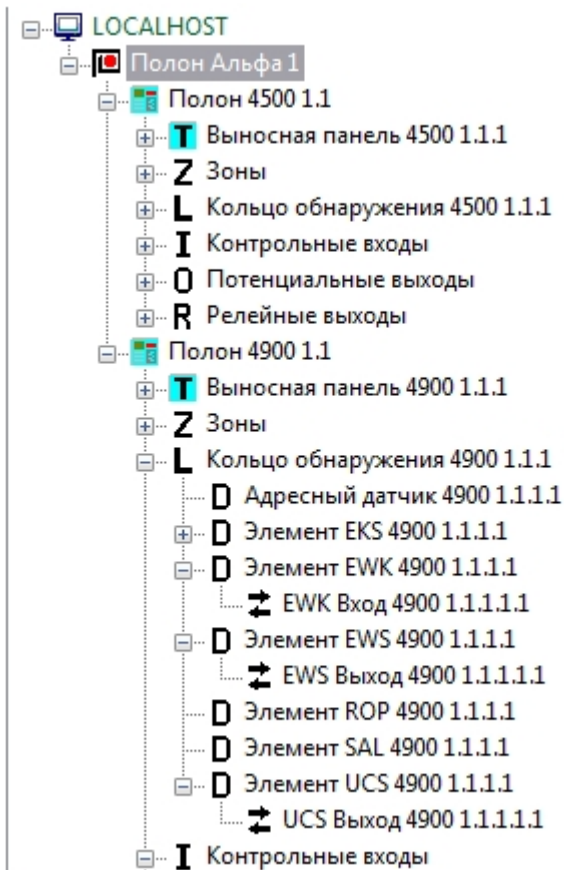 LOCALHOST
Полон Альфа 1
Полон 4500 1.1
T Выносная панель 4500 1.1.1
Z Зоны
L Кольцо обнаружения 4500 1.1.1
I Контрольные входы
O Потенциальные выходы
R Релейные выходы
Полон 4900 1.1
T Выносная панель 4900 1.1.1
Z Зоны
L Кольцо обнаружения 4900 1.1.1
D Адресный датчик 4900 1.1.1.1
D Элемент EKS 4900 1.1.1.1
D Элемент EWK 4900 1.1.1.1
EWK Вход 4900 1.1.1.1.1
D Элемент EWS 4900 1.1.1.1
EWS Выход 4900 1.1.1.1.1
D Элемент ROP 4900 1.1.1.1
D Элемент SAL 4900 1.1.1.1
D Элемент UCS 4900 1.1.1.1
UCS Выход 4900 1.1.1.1.1
I Контрольные входы